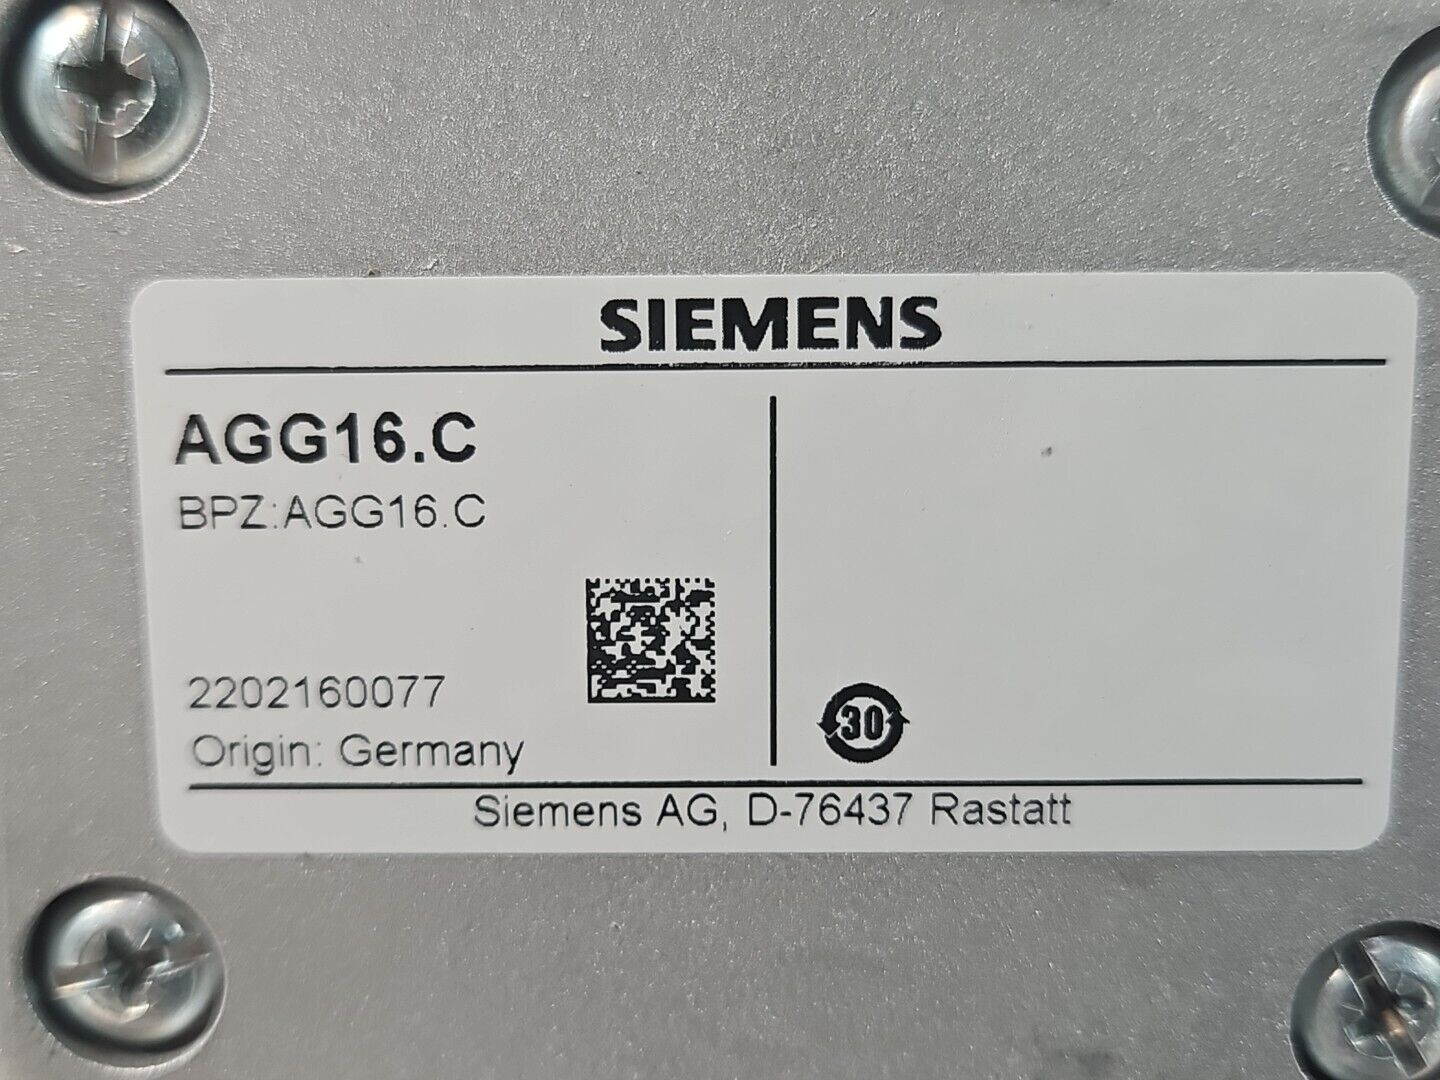 SIEMENS
AGG16.C
BPZ:AGG16.C
2202160077
Origin: Germany
30
Siemens AG, D-76437 Rastatt